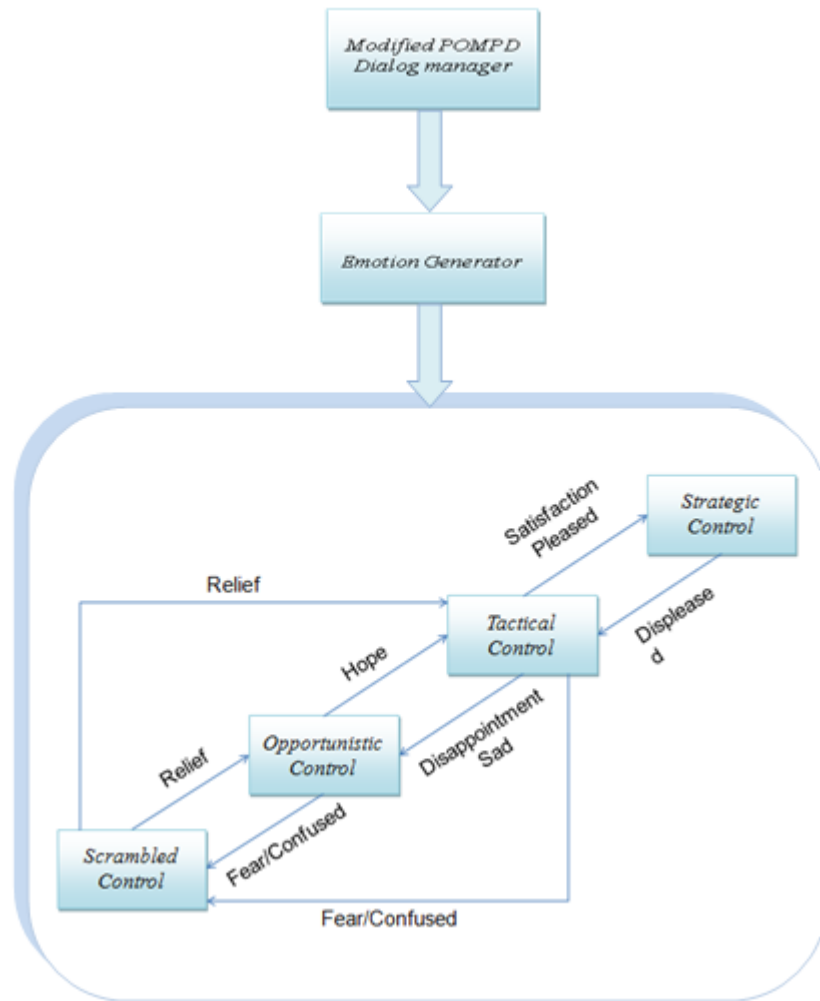 Modified POMPD
Dialog manager
Emotion Generator
Strategic
Control
Satisfaction
Pleased
Displease
d
Relief
Tactical
Control
Hope
Disappointment
Sad
Opportunistic
Control
Relief
Fear/Confused
Scrambled
Control
Fear/Confused